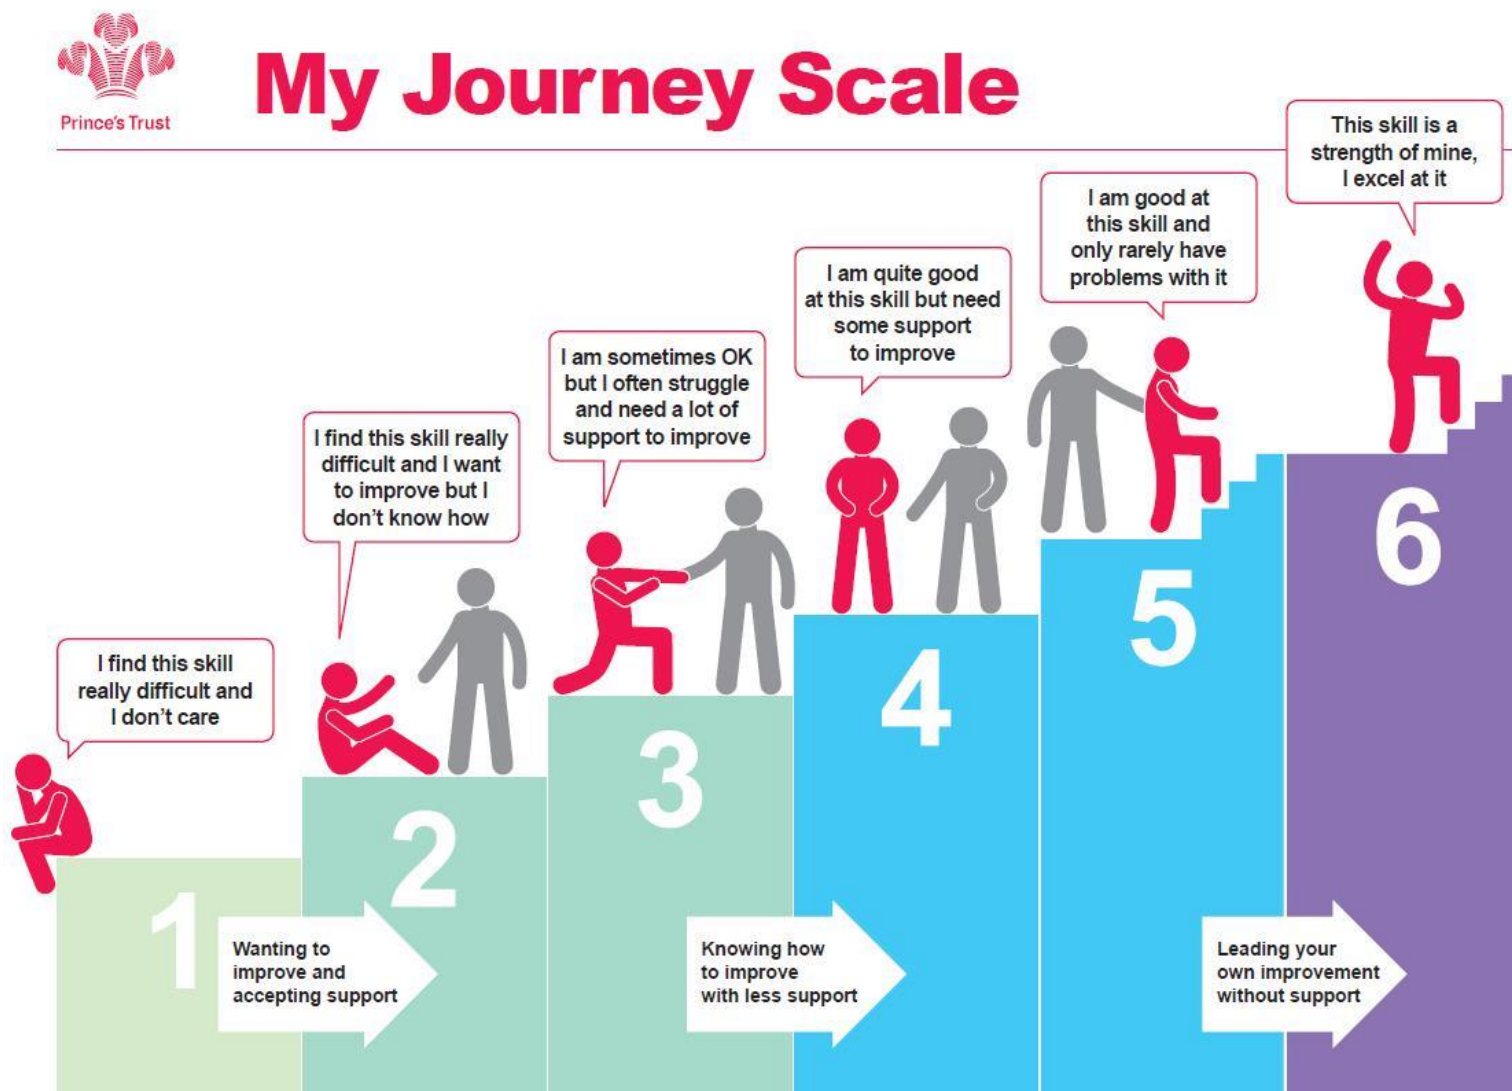 Prince's Trust
My Journey Scale
I find this skill
really difficult and
I don't care
I find this skill really
difficult and I want
to improve but I
don't know how
I am sometimes OK
but I often struggle
and need a lot of
support to improve
I am quite good
at this skill but need
some support
to improve
I am good at
this skill and
only rarely have
problems with it
This skill is a
strength of mine,
I excel at it
1
2
3
4
5
6
Wanting to
improve and
accepting support
Knowing how
to improve
with less support
Leading your
own improvement
without support